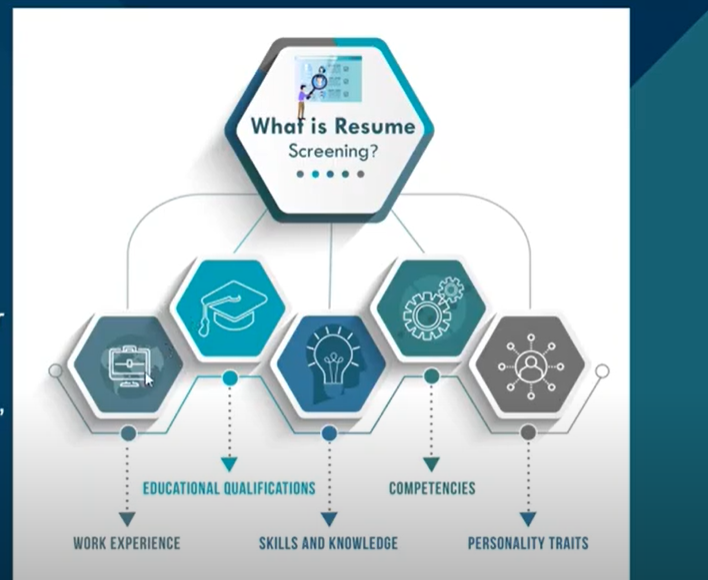 What is Resume
Screening?
EDUCATIONAL QUALIFICATIONS
COMPETENCIES
WORK EXPERIENCE
SKILLS AND KNOWLEDGE
PERSONALITY TRAITS